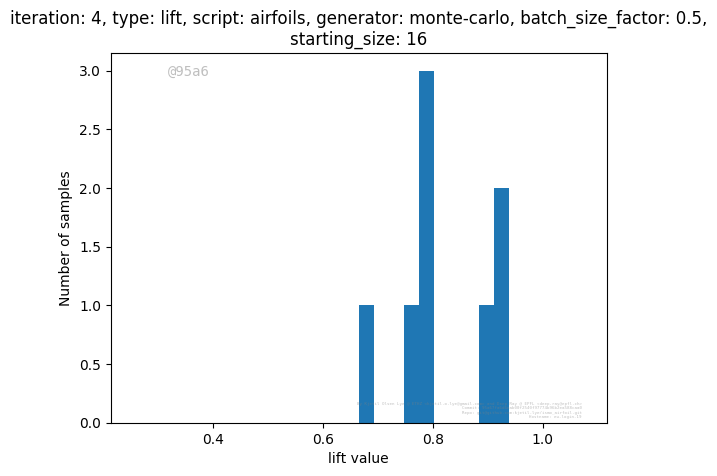 iteration: 4, type: lift, script: airfoils, generator: monte-carlo, batch_size_factor: 0.5,
starting_size: 16
@95a6
3.0
2.5
2.0
1.5
1.0
0.5
0.0
Number of samples
0.4 0.6 0.8 1.0
lift value